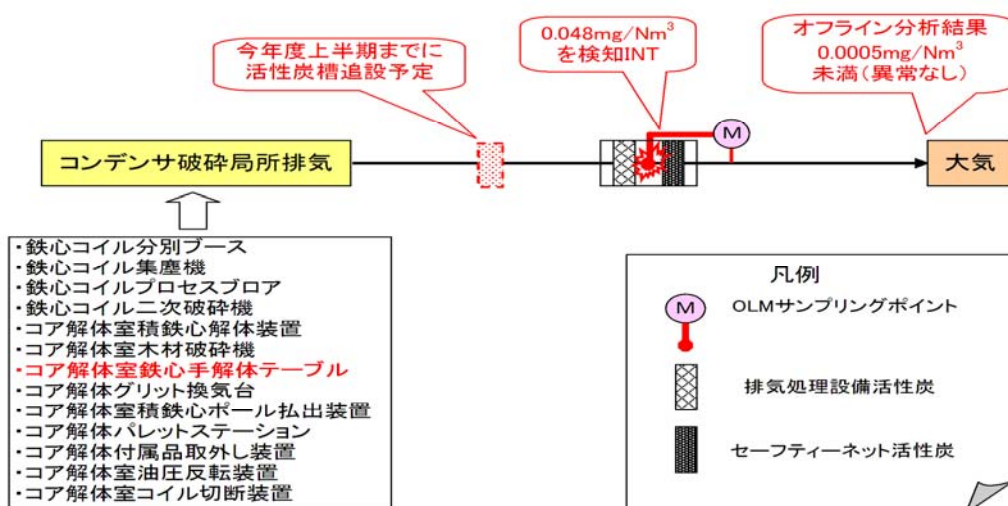 今年度上半期までに
活性炭槽追設予定
0.048mg/Nm³
を検知INT
オフライン分析結果
0.0005mg/Nm³
未満(異常なし)
M
コンデンサ破砕局所排気
大気
・鉄心コイル分別ブース
・鉄心コイル集塵機
・鉄心コイルプロセスブロア
・鉄心コイル二次破砕機
・コア解体室積鉄心解体装置
・コア解体室木材破砕機
・コア解体室鉄心手解体テーブル
・コア解体グリット換気台
・コア解体室積鉄心ポール払出装置
・コア解体パレットステーション
・コア解体付属品取外し装置
・コア解体室油圧反転装置
・コア解体室コイル切断装置
凡例
M
OLMサンプリングポイント
排気処理設備活性炭
セーフティーネット活性炭